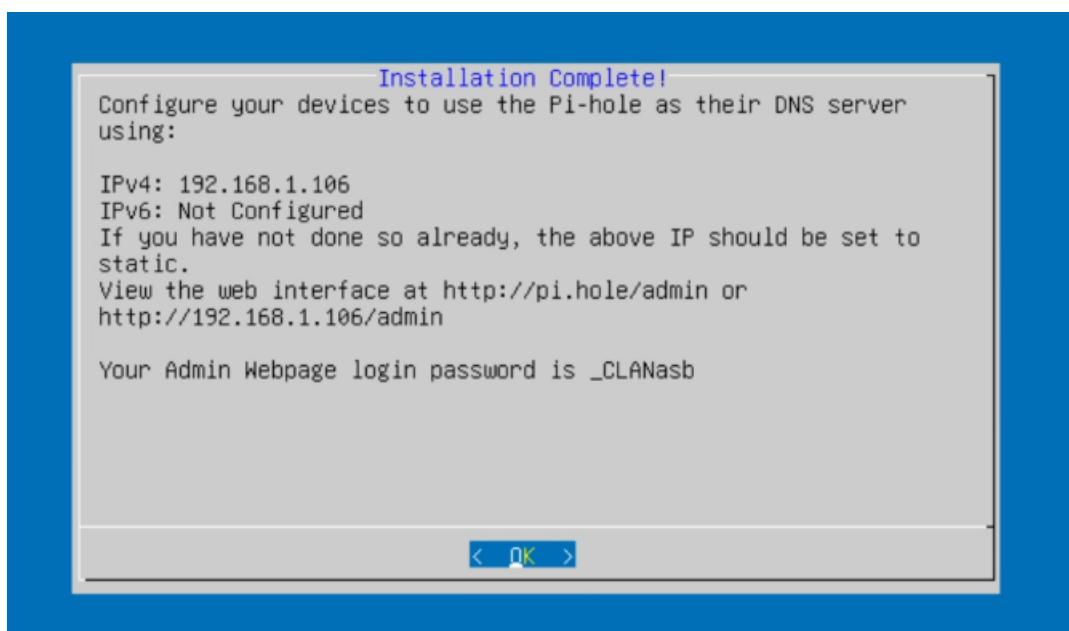 Installation Complete!
Configure your devices to use the Pi-hole as their DNS server
using:
IPv4: 192.168.1.106
IPv6: Not Configured
If you have not done so already, the above IP should be set to
static.
View the web interface at http://pi.hole/admin or
http://192.168.1.106/admin
Your Admin Webpage login password is _CLANasb
< OK >